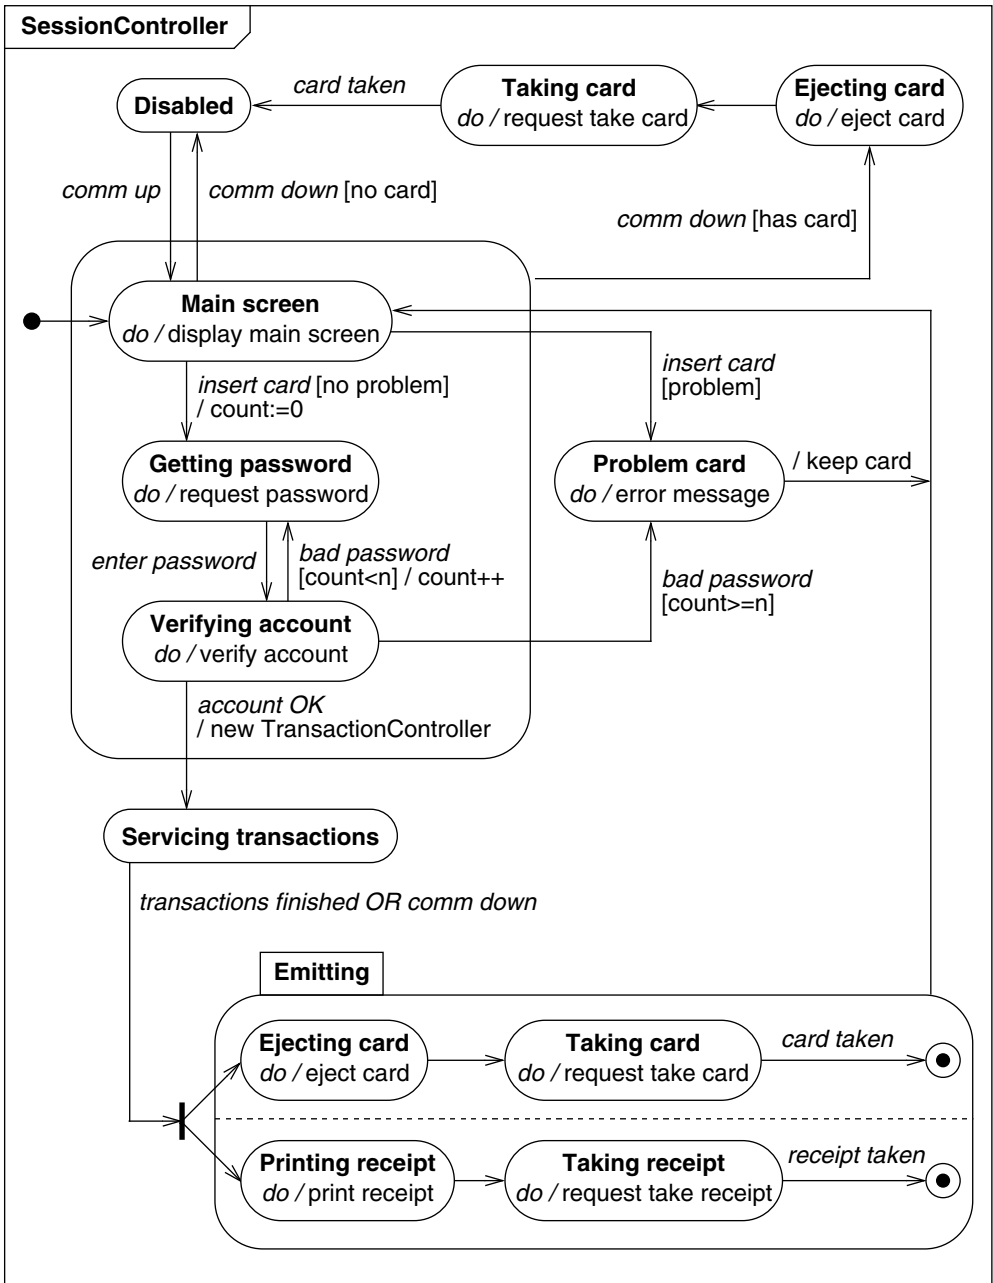 SessionController
Disabled
card taken
Taking card
do / request take card
Ejecting card
do / eject card
comm up
comm down [no card]
comm down [has card]
Main screen
do / display main screen
insert card [no problem]
/ count:=0
insert card
[problem]
Getting password
do / request password
Problem card
do / error message
/ keep card
enter password
bad password
[count<n] / count++
bad password
[count>=n]
Verifying account
do / verify account
account OK
/ new TransactionController
Servicing transactions
transactions finished OR comm down
Emitting
Ejecting card
do / eject card
Taking card
do / request take card
card taken
Printing receipt
do / print receipt
Taking receipt
do / request take receipt
receipt taken